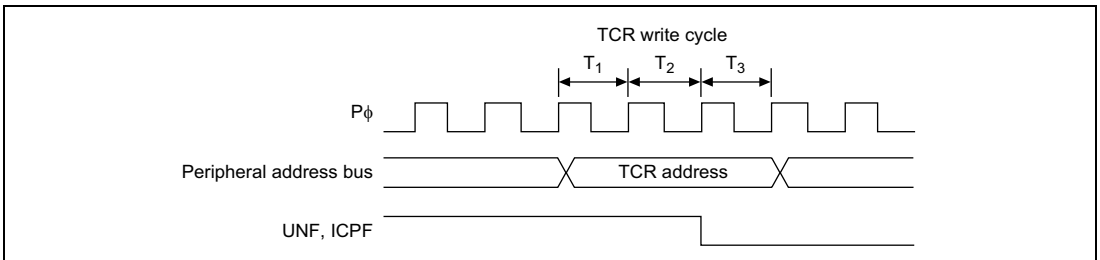 TCR write cycle
T1 T2 T3
Pϕ
Peripheral address bus TCR address
UNF, ICPF